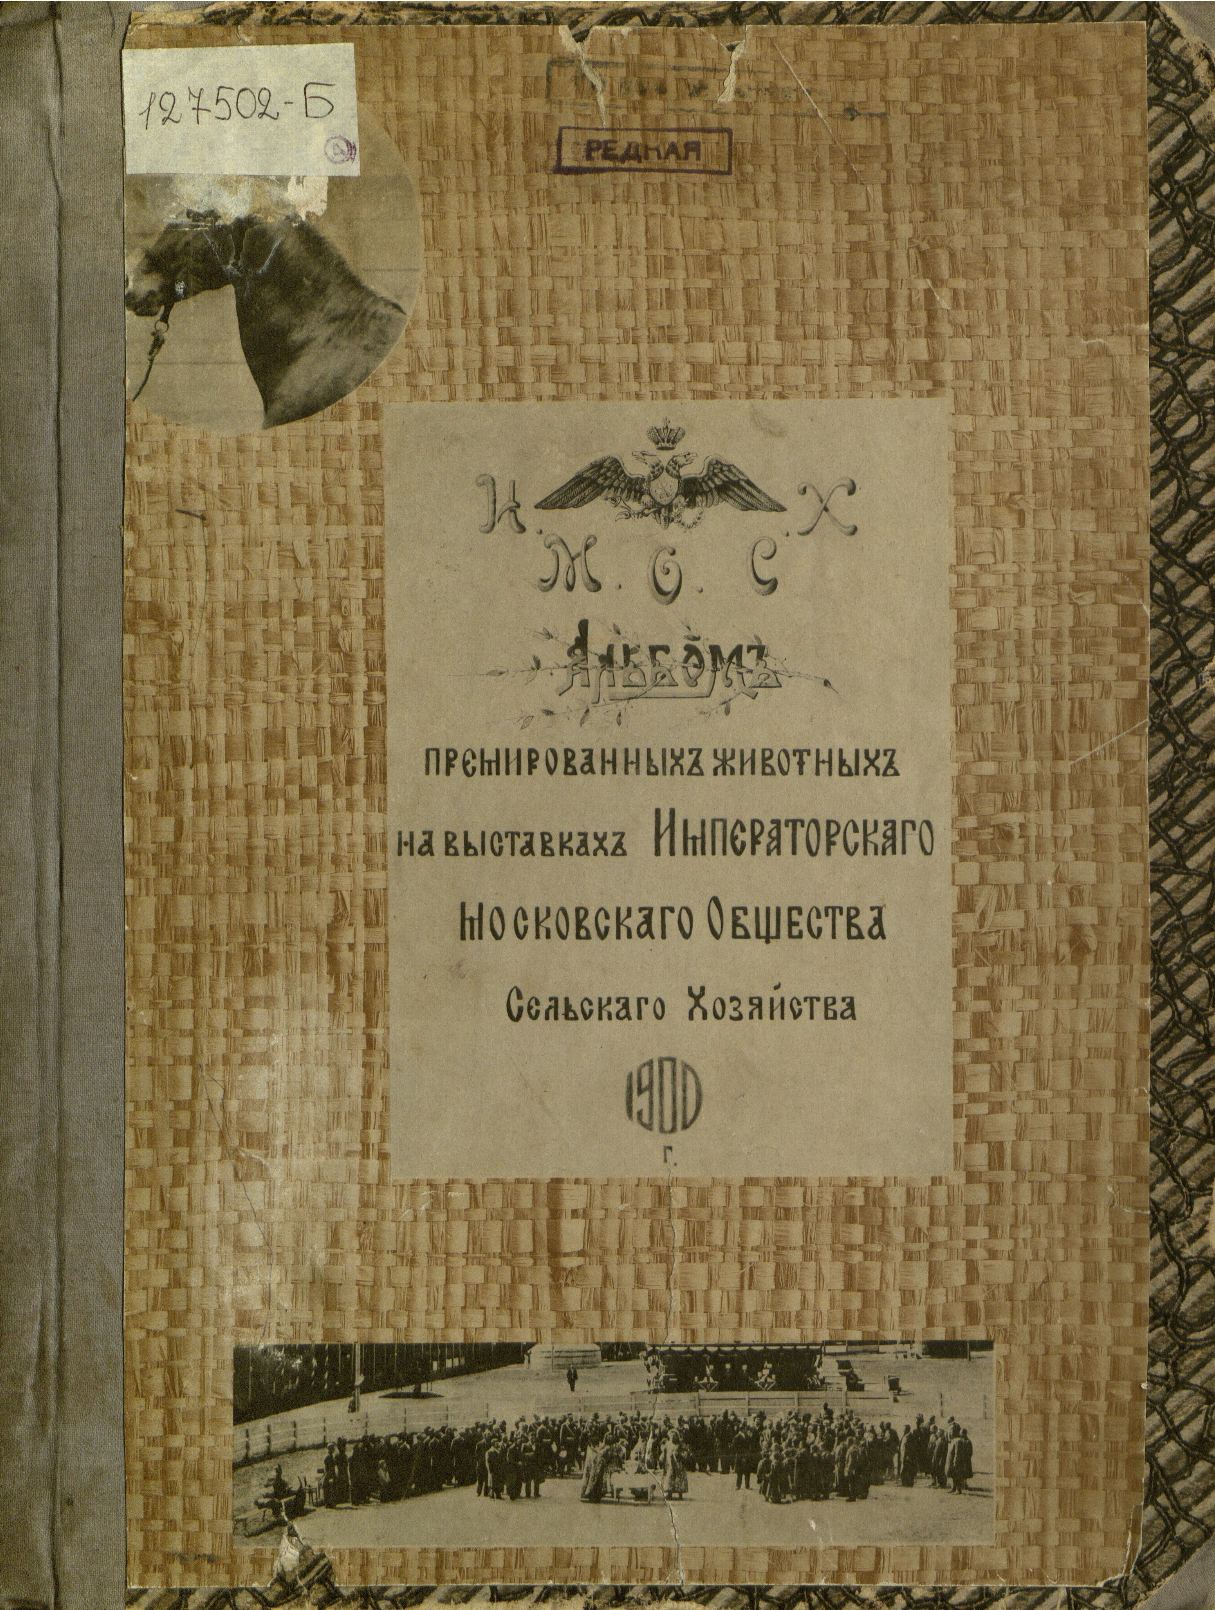 127502-Б
РЕДКАЯ
И. . Х
М. О. С
Альбомъ
премированныхъ животныхъ
на выставкахъ Императорскаго
Московскаго Общества
Сельскаго Хозяйства
1900
г.